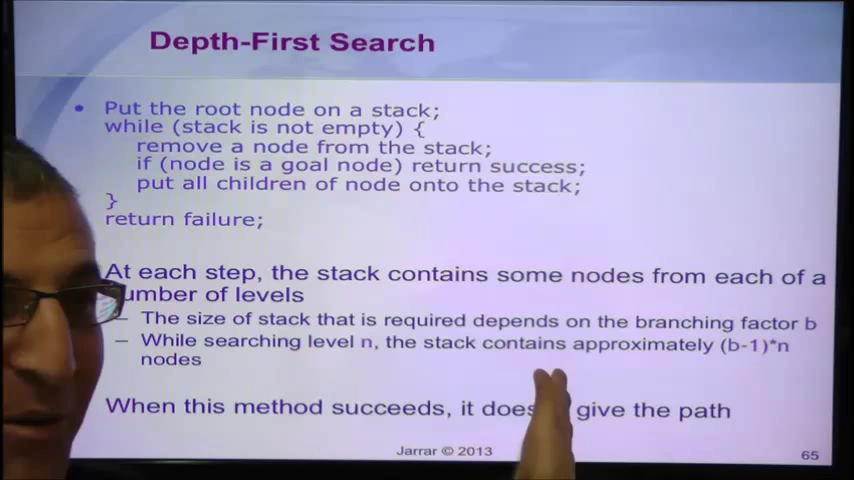 Depth-First Search
• Put the root node on a stack;
while (stack is not empty) {
remove a node from the stack;
if (node is a goal node) return success;
put all children of node onto the stack;
}
return failure;
At each step, the stack contains some nodes from each of a
number of levels
– The size of stack that is required depends on the branching factor b
– While searching level n, the stack contains approximately (b-1)*n
nodes
When this method succeeds, it give the path
Jarrar © 2013
65